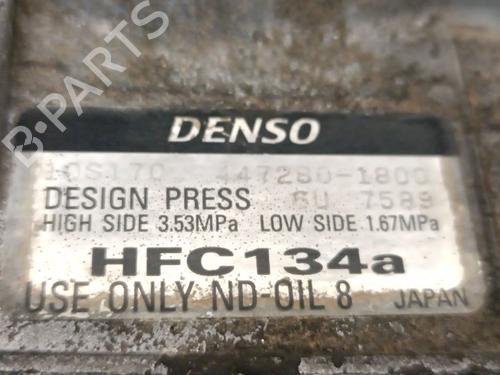 DENSO
10S17C 447280-1800
DESIGN PRESS 6U 7589
HIGH SIDE 3.53MPa LOW SIDE 1.67MPa
HFC134a
USE ONLY ND-OIL 8 JAPAN
B-PARTS